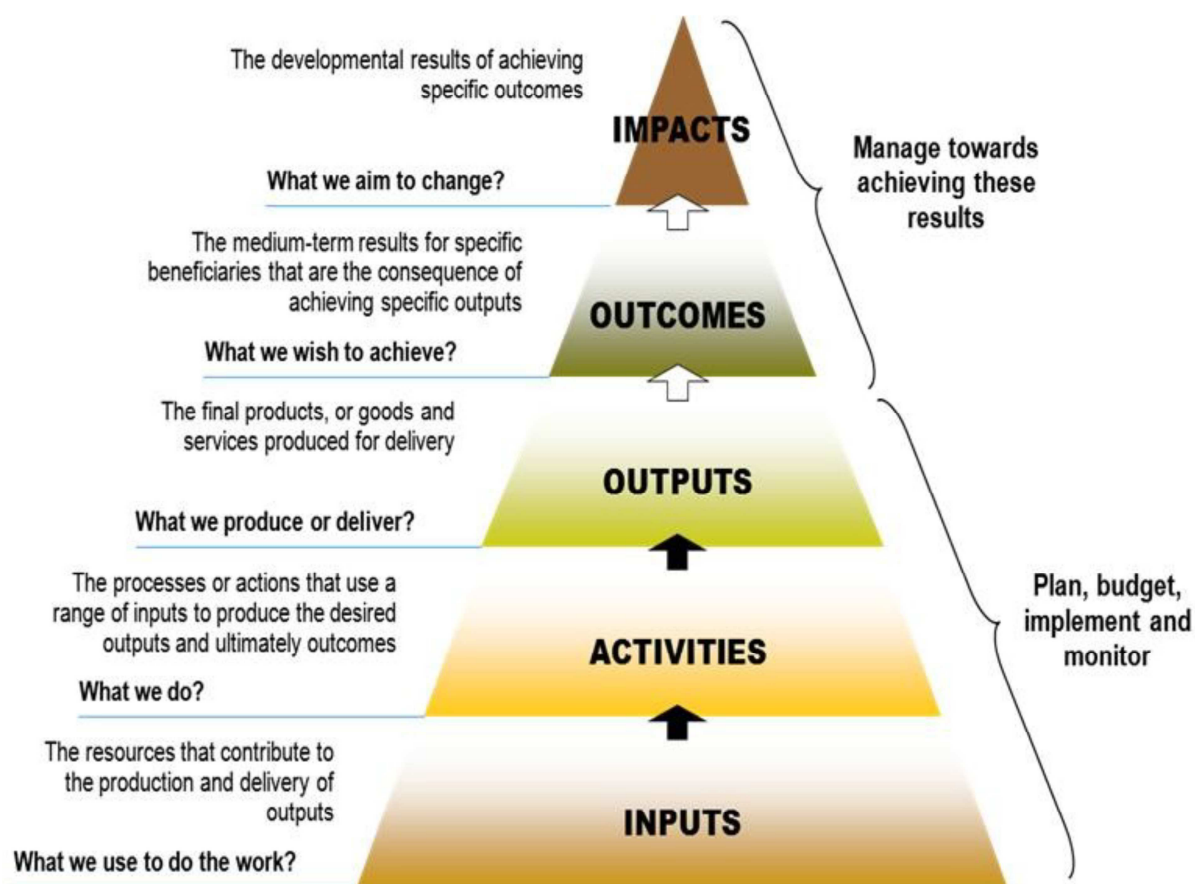 The developmental results of achieving
specific outcomes
IMPACTS
What we aim to change?
Manage towards
achieving these
results
The medium-term results for specific
beneficiaries that are the consequence of
achieving specific outputs
OUTCOMES
What we wish to achieve?
The final products, or goods and
services produced for delivery
OUTPUTS
What we produce or deliver?
The processes or actions that use a
range of inputs to produce the desired
outputs and ultimately outcomes
ACTIVITIES
What we do?
Plan, budget,
implement and
monitor
The resources that contribute to
the production and delivery of
outputs
INPUTS
What we use to do the work?